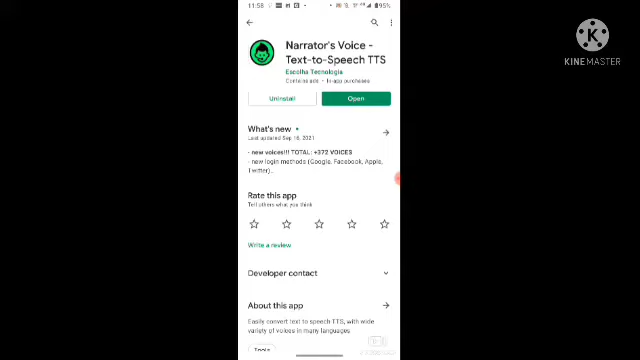 11:58
95%
Narrator's Voice -
Text-to-Speech TTS
Escolha Tecnologia
Contains ads • In-app purchases
Uninstall
Open
What's new •
Last updated Sep 16, 2021
- new voices!!! TOTAL: +372 VOICES
- new login methods (Google, Facebook, Apple,
Twitter)...
Rate this app
Tell others what you think
Write a review
Developer contact
About this app
Easily convert text to speech TTS, with wide
variety of voices in many languages
Tools
K
KINEMASTER